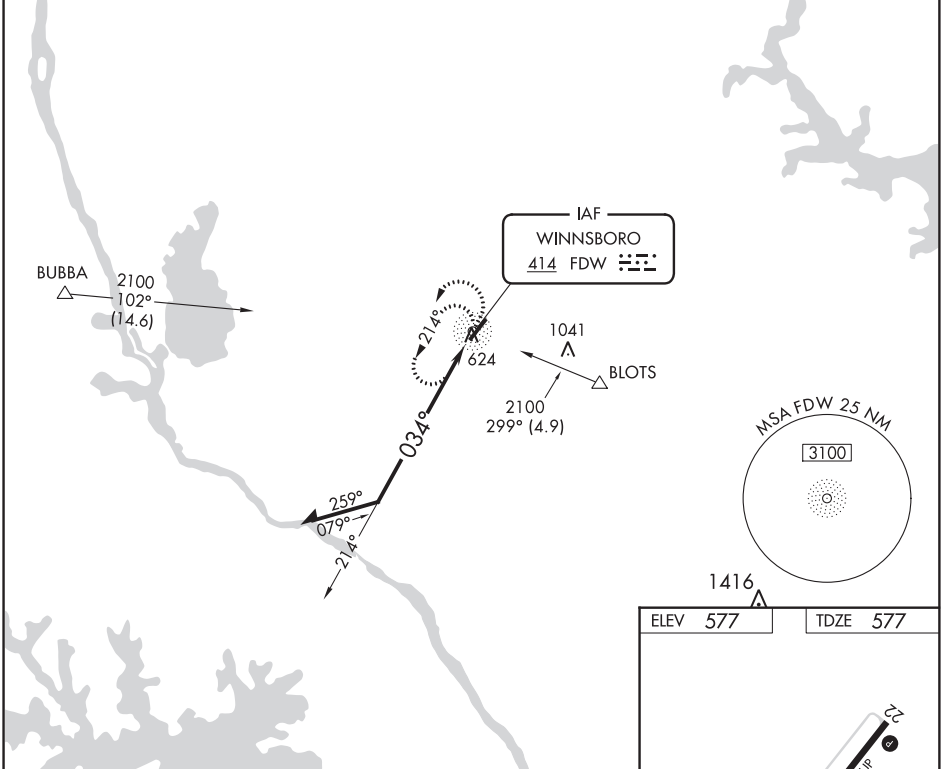 IAF
WINNSBORO
414 FDW
BUBBA
2100
102°
(14.6)
214°
624
1041
BLOTS
2100
299° (4.9)
034°
259°
079°
214°
MSA FDW 25 NM
3100
1416
ELEV 577
TDZE 577
22
P
UP